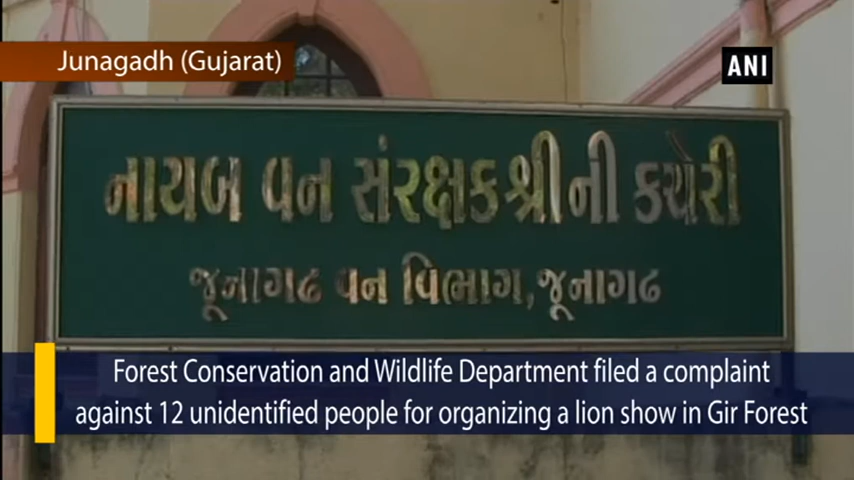 Junagadh (Gujarat)
ANI
નાયબ વન સંરક્ષકશ્રીની કચેરી
જૂનાગઢ વન વિભાગ,જૂનાગઢ
Forest Conservation and Wildlife Department filed a complaint
against 12 unidentified people for organizing a lion show in Gir Forest